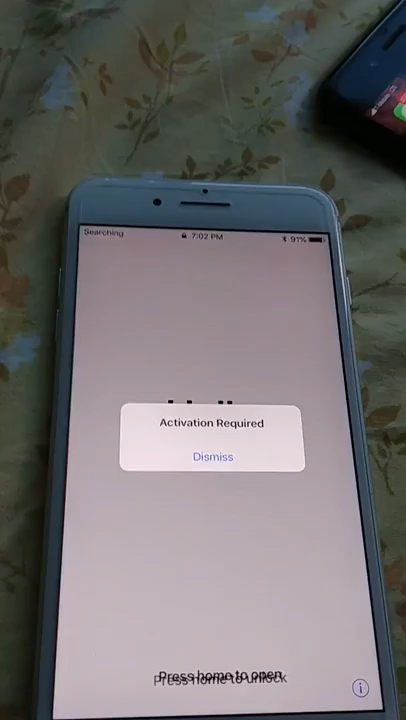 Searching 7:02 PM 91%
Activation Required
Dismiss
Press home to open
Press home to unlock